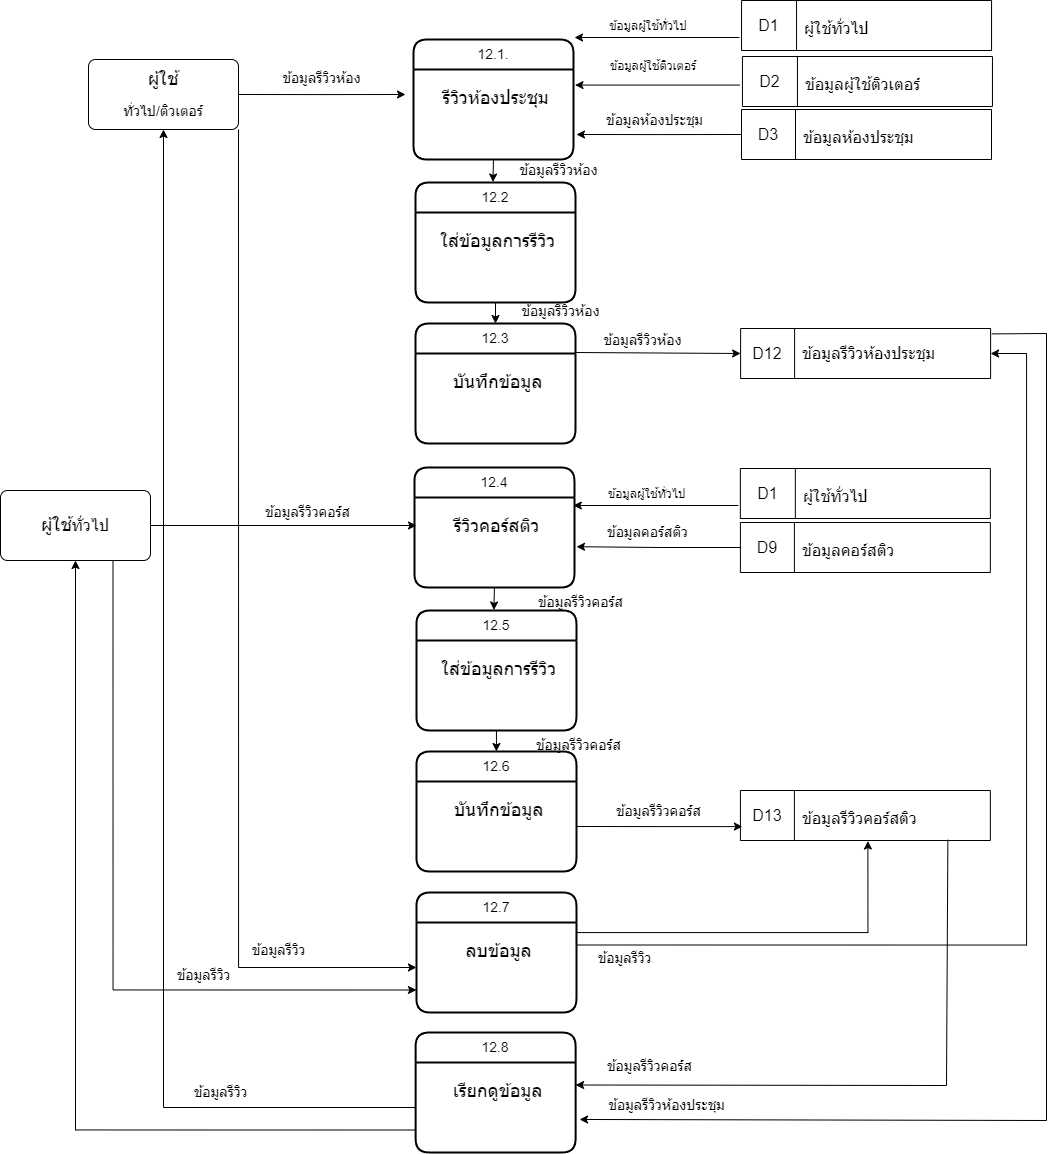 ข้อมูลผู้ใช้ทั่วไป
D1
ผู้ใช้ทั่วไป
12.1.
รีวิวห้องประชุม
ผู้ใช้
ทั่วไป/ติวเตอร์
ข้อมูลรีวิวห้อง
ข้อมูลผู้ใช้ติวเตอร์
D2
ข้อมูลผู้ใช้ติวเตอร์
ข้อมูลห้องประชุม
D3
ข้อมูลห้องประชุม
ข้อมูลรีวิวห้อง
12.2
ใส่ข้อมูลการรีวิว
ข้อมูลรีวิวห้อง
12.3
บันทึกข้อมูล
ข้อมูลรีวิวห้อง
D12
ข้อมูลรีวิวห้องประชุม
12.4
รีวิวคอร์สติว
ผู้ใช้ทั่วไป
ข้อมูลรีวิวคอร์ส
ข้อมูลผู้ใช้ทั่วไป
D1
ผู้ใช้ทั่วไป
ข้อมูลคอร์สติว
D9
ข้อมูลคอร์สติว
ข้อมูลรีวิวคอร์ส
12.5
ใส่ข้อมูลการรีวิว
ข้อมูลรีวิวคอร์ส
12.6
บันทึกข้อมูล
ข้อมูลรีวิวคอร์ส
D13
ข้อมูลรีวิวคอร์สติว
12.7
ลบข้อมูล
ข้อมูลรีวิว
ข้อมูลรีวิว
ข้อมูลรีวิว
12.8
เรียกดูข้อมูล
ข้อมูลรีวิวคอร์ส
ข้อมูลรีวิว
ข้อมูลรีวิวห้องประชุม